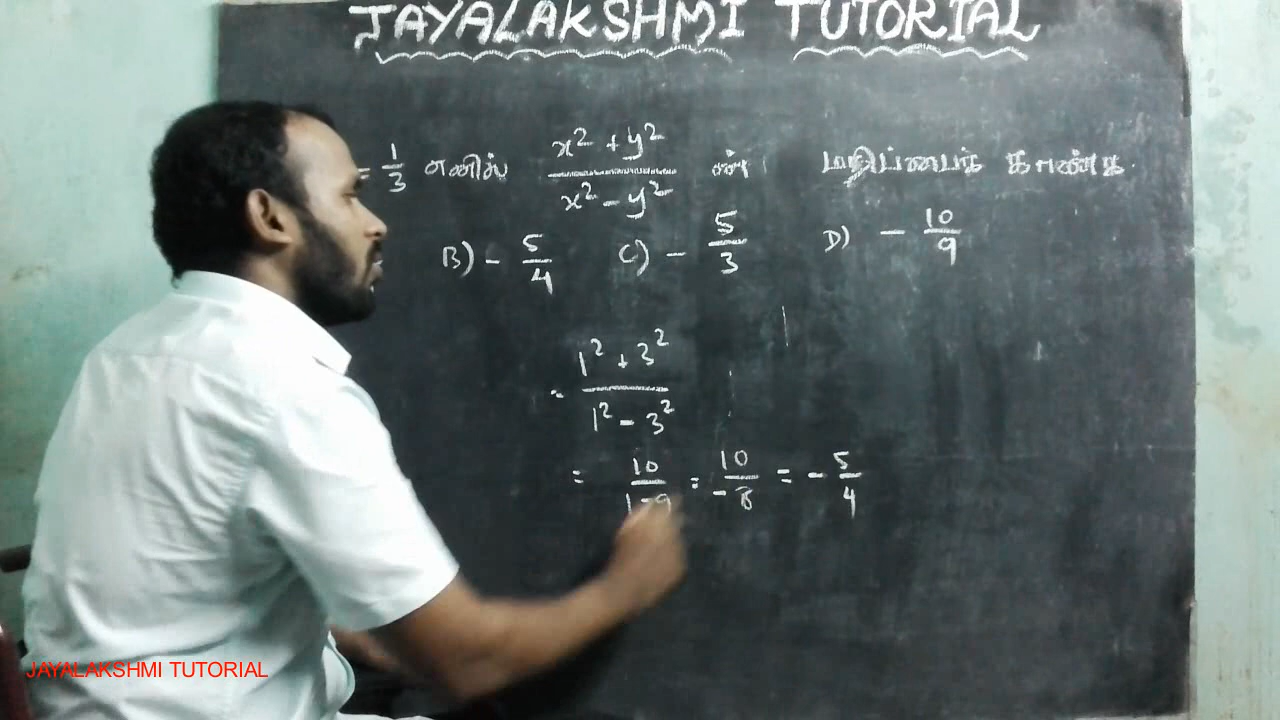 JAYALAKSHMI TUTORIAL
= 1/3 எனில் (x² + y²)/(x² - y²) ன் மதிப்பைக் காண்க.
B) - 5/4 C) - 5/3 D) - 10/9
= (1² + 3²)/(1² - 3²)
= 10/(1-9) = 10/-8 = - 5/4
JAYALAKSHMI TUTORIAL